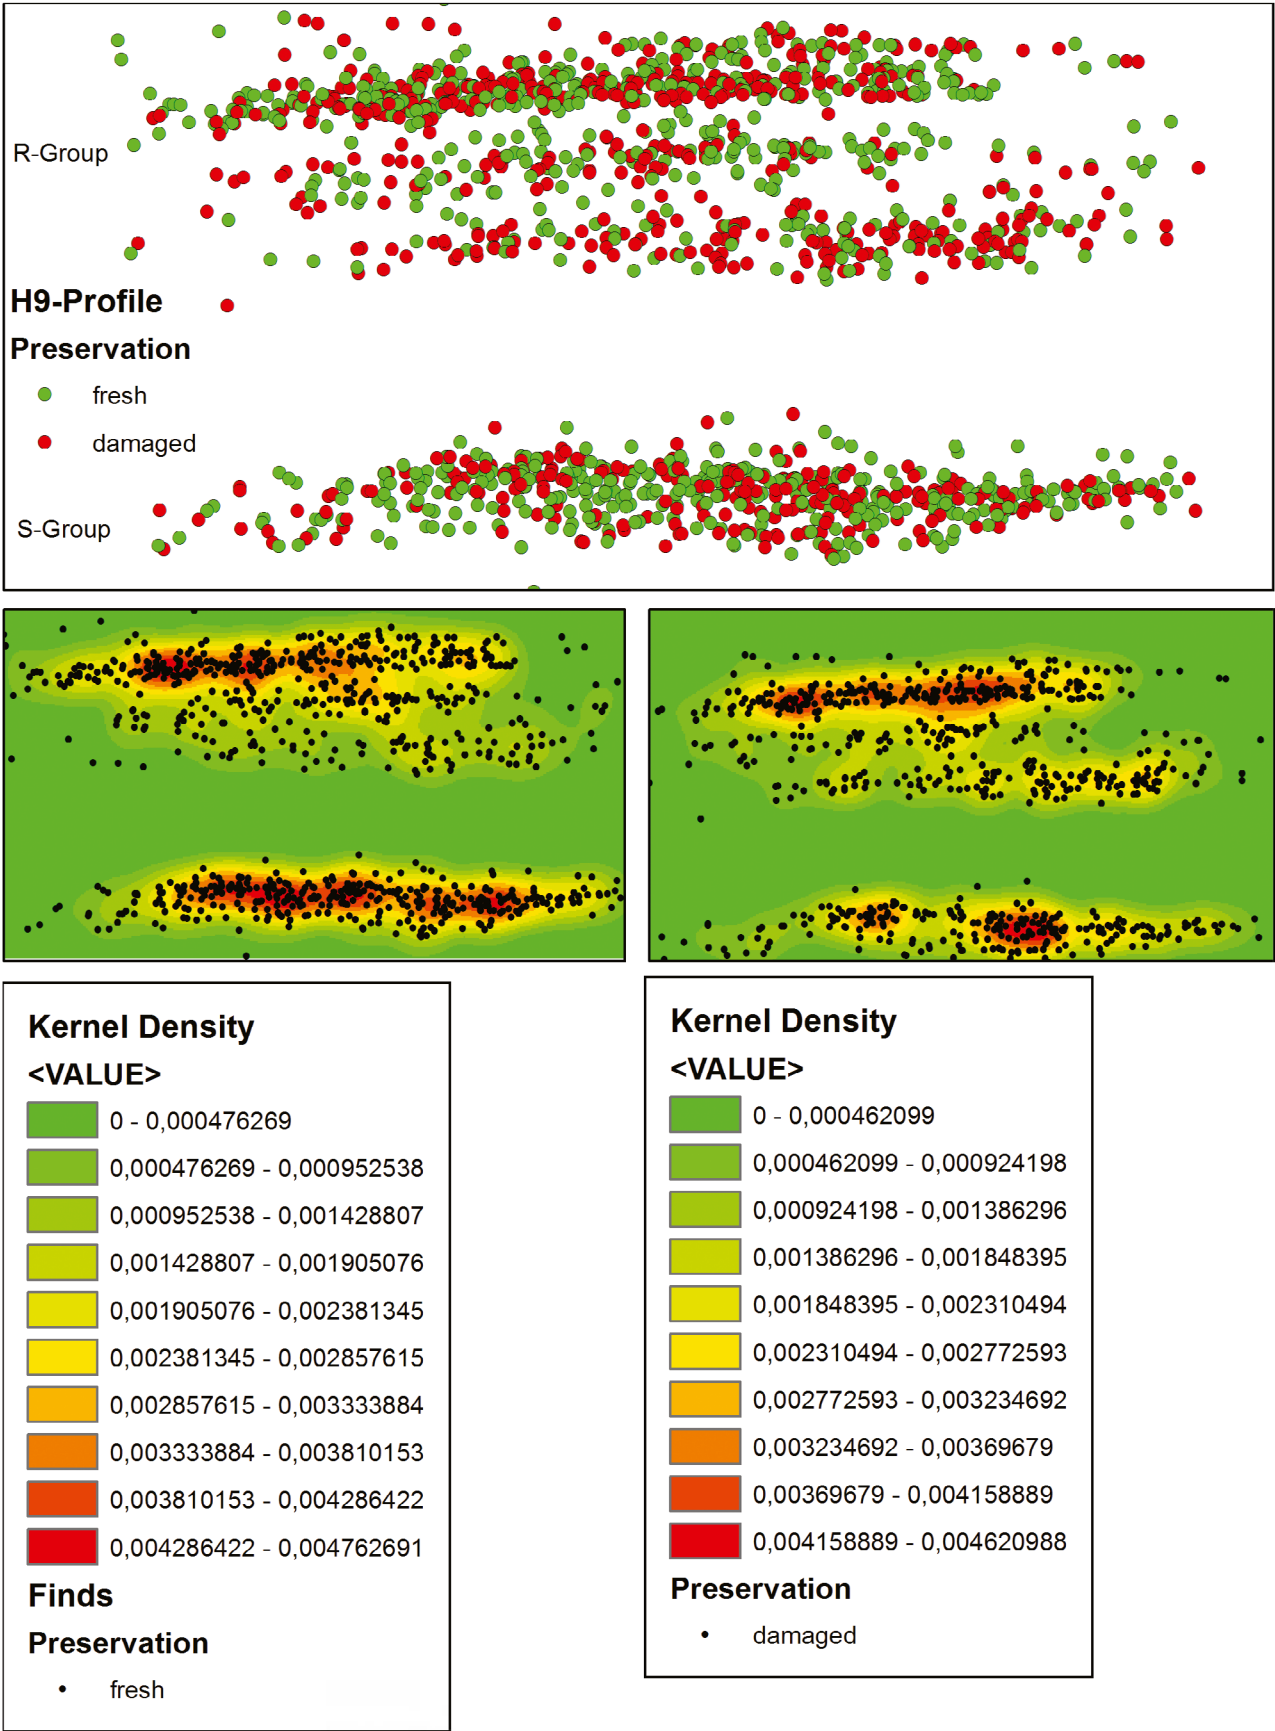 R-Group
H9-Profile
Preservation
fresh
damaged
S-Group
Kernel Density
<VALUE>
0 - 0,000476269
0,000476269 - 0,000952538
0,000952538 - 0,001428807
0,001428807 - 0,001905076
0,001905076 - 0,002381345
0,002381345 - 0,002857615
0,002857615 - 0,003333884
0,003333884 - 0,003810153
0,003810153 - 0,004286422
0,004286422 - 0,004762691
Finds
Preservation
fresh
Kernel Density
<VALUE>
0 - 0,000462099
0,000462099 - 0,000924198
0,000924198 - 0,001386296
0,001386296 - 0,001848395
0,001848395 - 0,002310494
0,002310494 - 0,002772593
0,002772593 - 0,003234692
0,003234692 - 0,00369679
0,00369679 - 0,004158889
0,004158889 - 0,004620988
Preservation
damaged